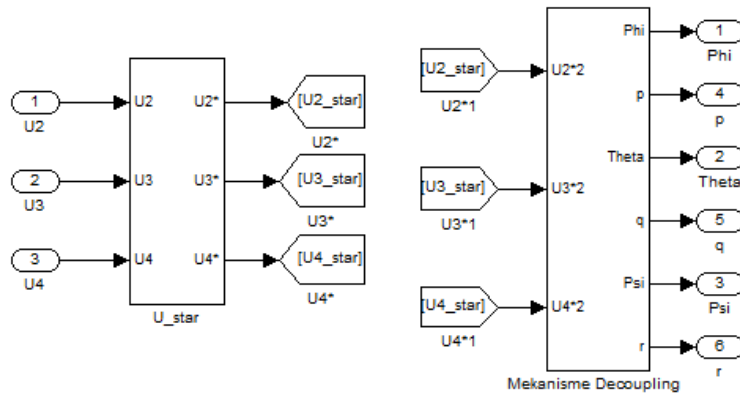 1
U2
2
U3
3
U4
U2
U3
U4
U2*
U3*
U4*
U_star
[U2_star]
U2*
[U3_star]
U3*
[U4_star]
U4*
[U2_star]
U2*1
[U3_star]
U3*1
[U4_star]
U4*1
U2*2
U3*2
U4*2
Phi
p
Theta
q
Psi
r
Mekanisme Decoupling
1
Phi
4
p
2
Theta
5
q
3
Psi
6
r